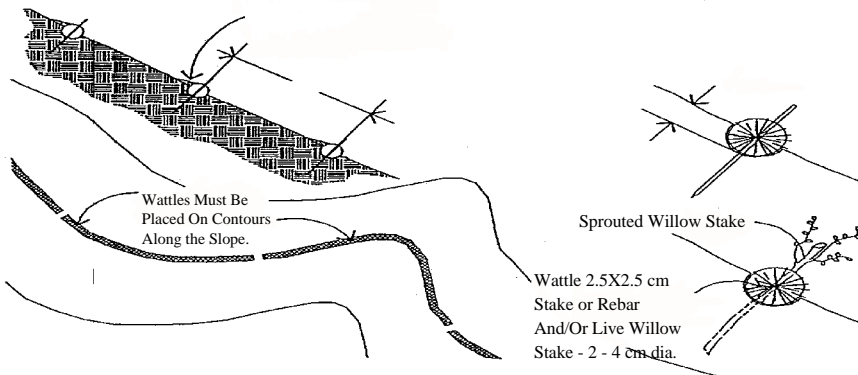 Wattles Must Be
Placed On Contours
Along the Slope.
Sprouted Willow Stake
Wattle 2.5X2.5 cm
Stake or Rebar
And/Or Live Willow
Stake - 2 - 4 cm dia.